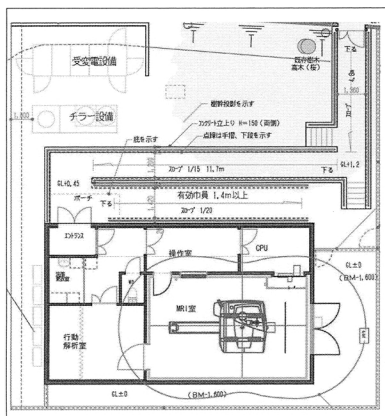 受変電設備
既存樹木
高木（桜）
下る
チラー設備
1,800
樹幹投影を示す
コンクリート立上り H=150（両側）
点線は手摺、下段を示す
庇を示す
スロープ 1/15 11.7m
下る
GL+1.2
GL+0.45
ポーチ
下る
有効巾員 1.4m以上
スロープ 1/20
エントランス
操作室
CPU
MRI室
行動
解析室
GL±0
(BM-1,600)
GL±0
(BM-1,600)